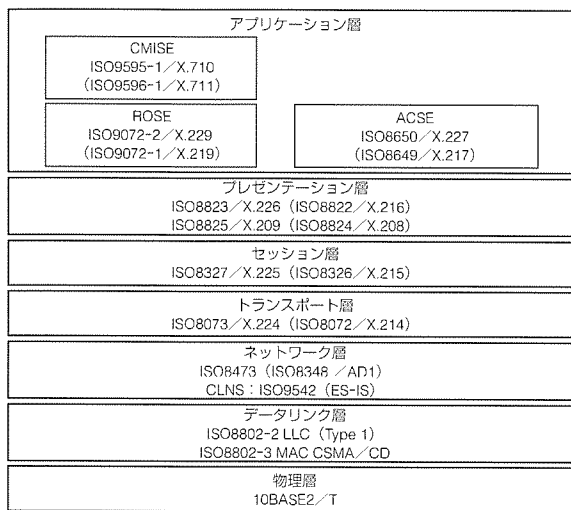 アプリケーション層
CMISE
ISO9595-1／X.710
（ISO9596-1／X.711）
ROSE
ISO9072-2／X.229
（ISO9072-1／X.219）
ACSE
ISO8650／X.227
（ISO8649／X.217）
プレゼンテーション層
ISO8823／X.226（ISO8822／X.216）
ISO8825／X.209（ISO8824／X.208）
セッション層
ISO8327／X.225（ISO8326／X.215）
トランスポート層
ISO8073／X.224（ISO8072／X.214）
ネットワーク層
ISO8473（ISO8348 ／AD1）
CLNS：ISO9542（ES-IS）
データリンク層
ISO8802-2 LLC（Type 1）
ISO8802-3 MAC CSMA／CD
物理層
10BASE2／T